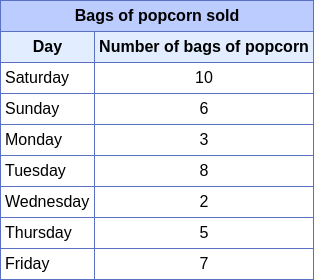 Bags of popcorn sold
Day Number of bags of popcorn
Saturday 10
Sunday 6
Monday 3
Tuesday 8
Wednesday 2
Thursday 5
Friday 7